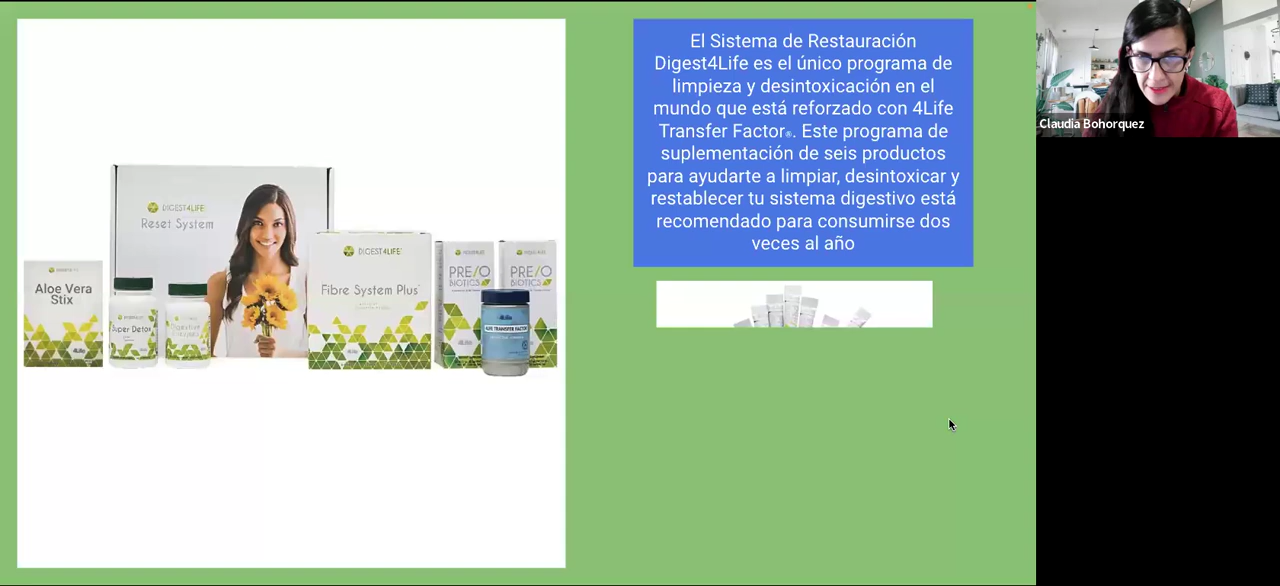 El Sistema de Restauración
Digest4Life es el único programa de
limpieza y desintoxicación en el
mundo que está reforzado con 4Life
Transfer Factor®. Este programa de
suplementación de seis productos
para ayudarte a limpiar, desintoxicar y
restablecer tu sistema digestivo está
recomendado para consumirse dos
veces al año
Claudia Bohorquez
DIGEST4LIFE
Reset System
Aloe Vera
Stix
Super Detox
DIGEST4LIFE
Fibre System Plus
4Life
PRE/O
BIOTICS
PRE/O
BIOTICS
4Life
4LIFE TRANSFER FACTOR